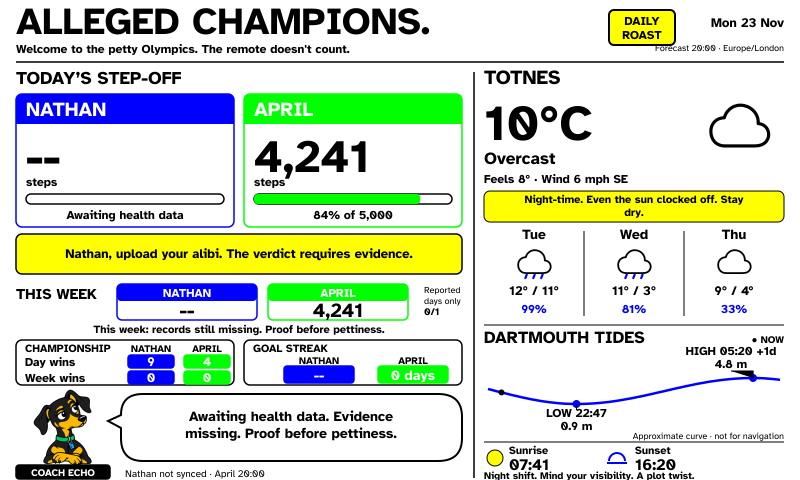 ALLEGED CHAMPIONS.
Welcome to the petty Olympics. The remote doesn't count.
DAILY
ROAST
Mon 23 Nov
Forecast 20:00 · Europe/London
TODAY'S STEP-OFF
NATHAN
--
steps
Awaiting health data
APRIL
4,241
steps
84% of 5,000
Nathan, upload your alibi. The verdict requires evidence.
THIS WEEK
NATHAN
--
APRIL
4,241
Reported
days only
0/1
This week: records still missing. Proof before pettiness.
CHAMPIONSHIP NATHAN APRIL
Day wins 9 4
Week wins 0 0
GOAL STREAK
NATHAN APRIL
-- 0 days
Awaiting health data. Evidence
missing. Proof before pettiness.
COACH ECHO
Nathan not synced · April 20:00
TOTNES
10°C
Overcast
Feels 8° · Wind 6 mph SE
Night-time. Even the sun clocked off. Stay
dry.
Tue Wed Thu
12° / 11° 11° / 3° 9° / 4°
99% 81% 33%
DARTMOUTH TIDES
• NOW
HIGH 05:20 +1d
4.8 m
LOW 22:47
0.9 m
Approximate curve · not for navigation
Sunrise
07:41
Sunset
16:20
Night shift. Mind your visibility. A plot twist.